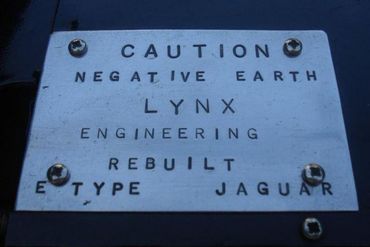 CAUTION
NEGATIVE EARTH
LYNX
ENGINEERING
REBUILT
E TYPE JAGUAR